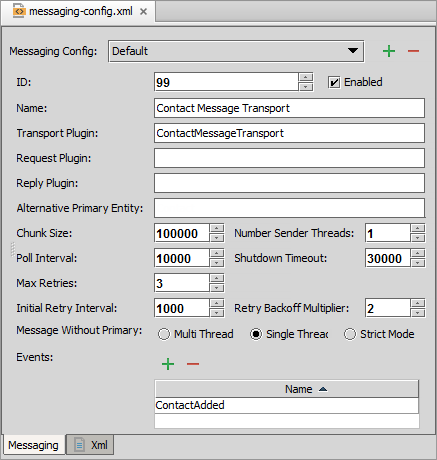 messaging-config.xml
Messaging Config: Default
ID: 99 Enabled
Name: Contact Message Transport
Transport Plugin: ContactMessageTransport
Request Plugin:
Reply Plugin:
Alternative Primary Entity:
Chunk Size: 100000 Number Sender Threads: 1
Poll Interval: 10000 Shutdown Timeout: 30000
Max Retries: 3
Initial Retry Interval: 1000 Retry Backoff Multiplier: 2
Message Without Primary: Multi Thread Single Thread Strict Mode
Events:
Name
ContactAdded
Messaging Xml